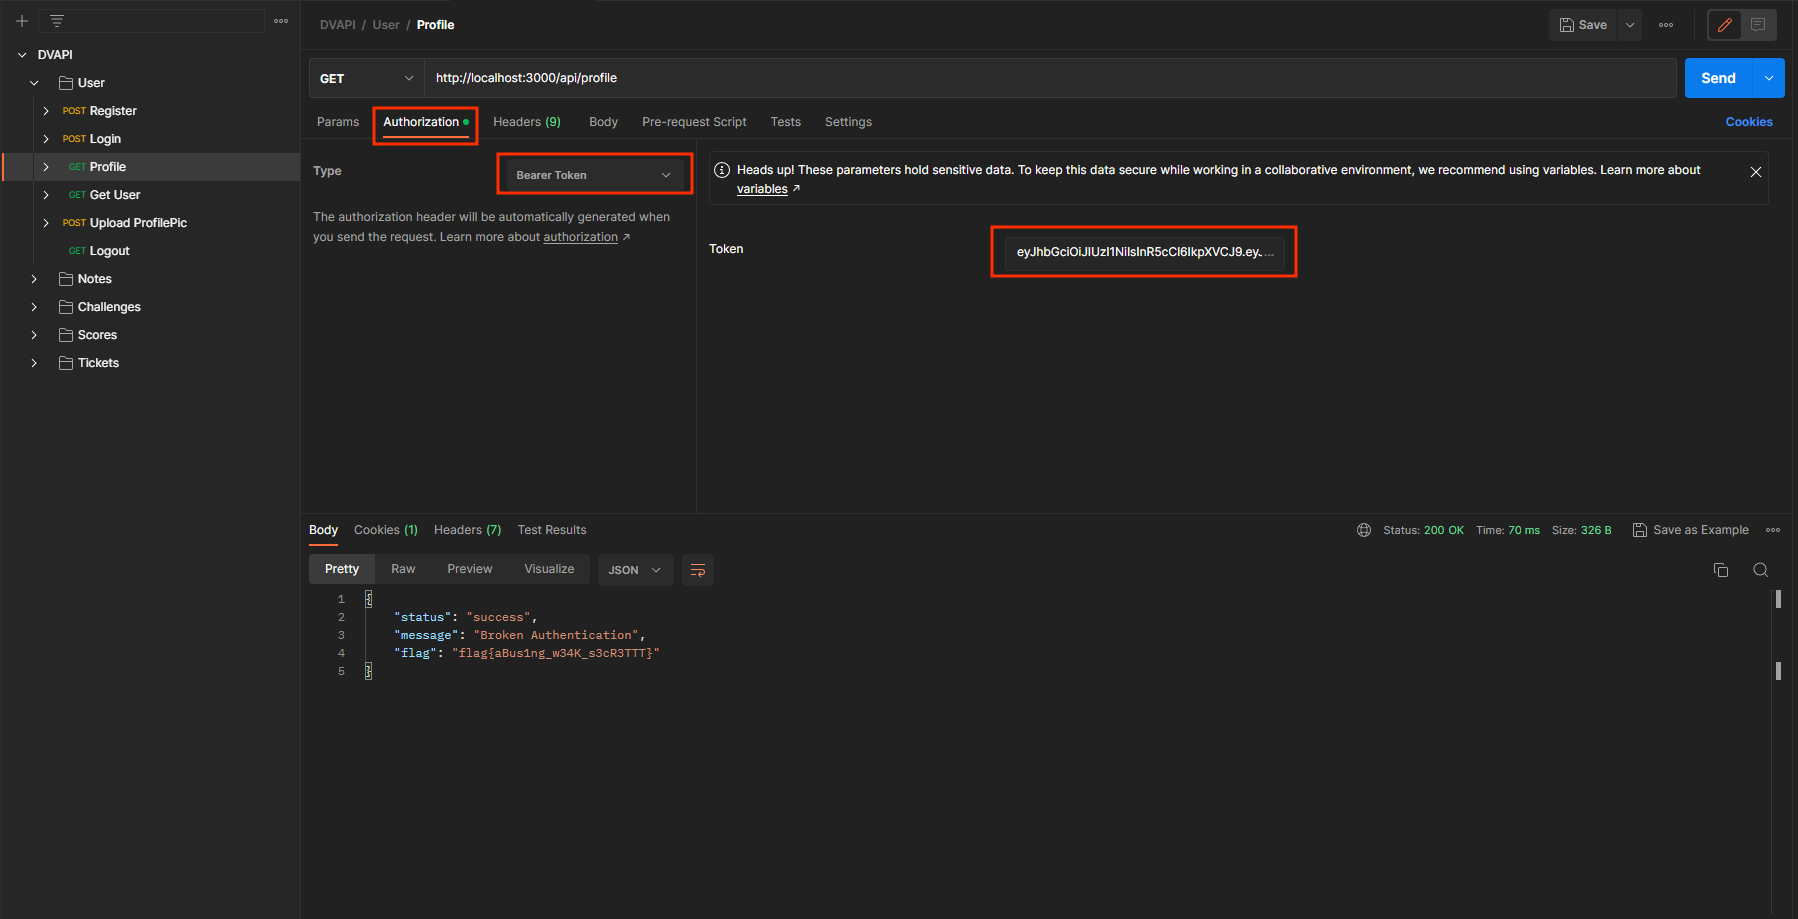 DVAPI
User
POST Register
POST Login
GET Profile
GET Get User
POST Upload ProfilePic
GET Logout
Notes
Challenges
Scores
Tickets
DVAPI / User / Profile
Save
GET http://localhost:3000/api/profile Send
Params Authorization Headers (9) Body Pre-request Script Tests Settings Cookies
Type Bearer Token
The authorization header will be automatically generated when
you send the request. Learn more about authorization ↗
Heads up! These parameters hold sensitive data. To keep this data secure while working in a collaborative environment, we recommend using variables. Learn more about
variables ↗
Token eyJhbGciOiJIUzI1NiIsInR5cCI6IkpXVCJ9.eyJ...
Body Cookies (1) Headers (7) Test Results Status: 200 OK Time: 70 ms Size: 326 B Save as Example
Pretty Raw Preview Visualize JSON
1 {
2 "status": "success",
3 "message": "Broken Authentication",
4 "flag": "flag{aBus1ng_w34K_s3cR3TTT}"
5 }